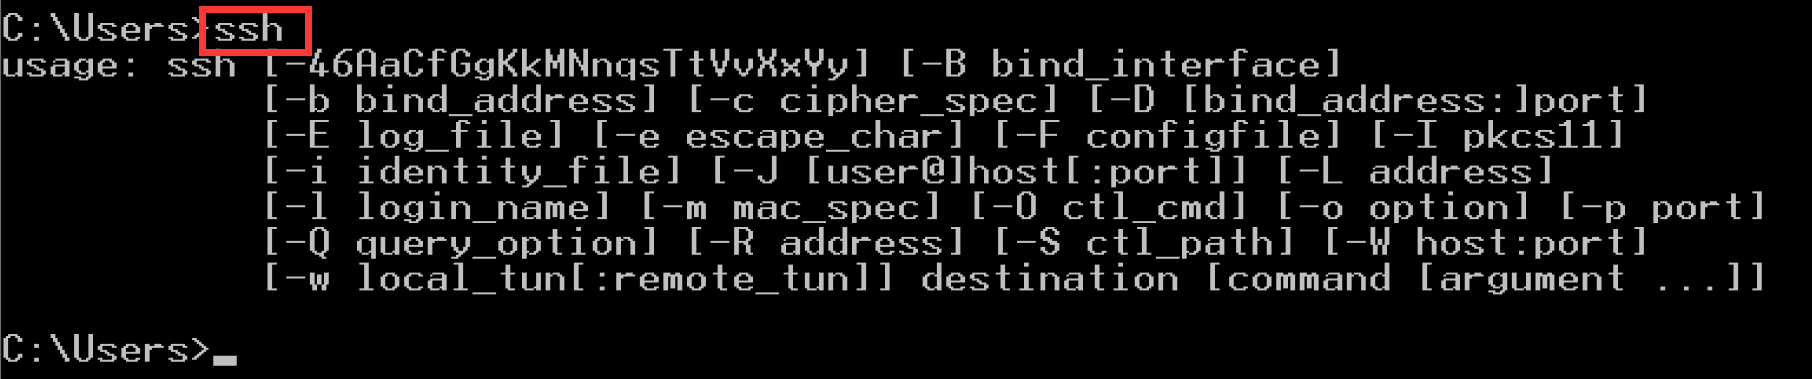 C:\Users>ssh
usage: ssh [-46AaCfGgKkMNnqsTtVvXxYy] [-B bind_interface]
           [-b bind_address] [-c cipher_spec] [-D [bind_address:]port]
           [-E log_file] [-e escape_char] [-F configfile] [-I pkcs11]
           [-i identity_file] [-J [user@]host[:port]] [-L address]
           [-l login_name] [-m mac_spec] [-O ctl_cmd] [-o option] [-p port]
           [-Q query_option] [-R address] [-S ctl_path] [-W host:port]
           [-w local_tun[:remote_tun]] destination [command [argument ...]]
C:\Users>_